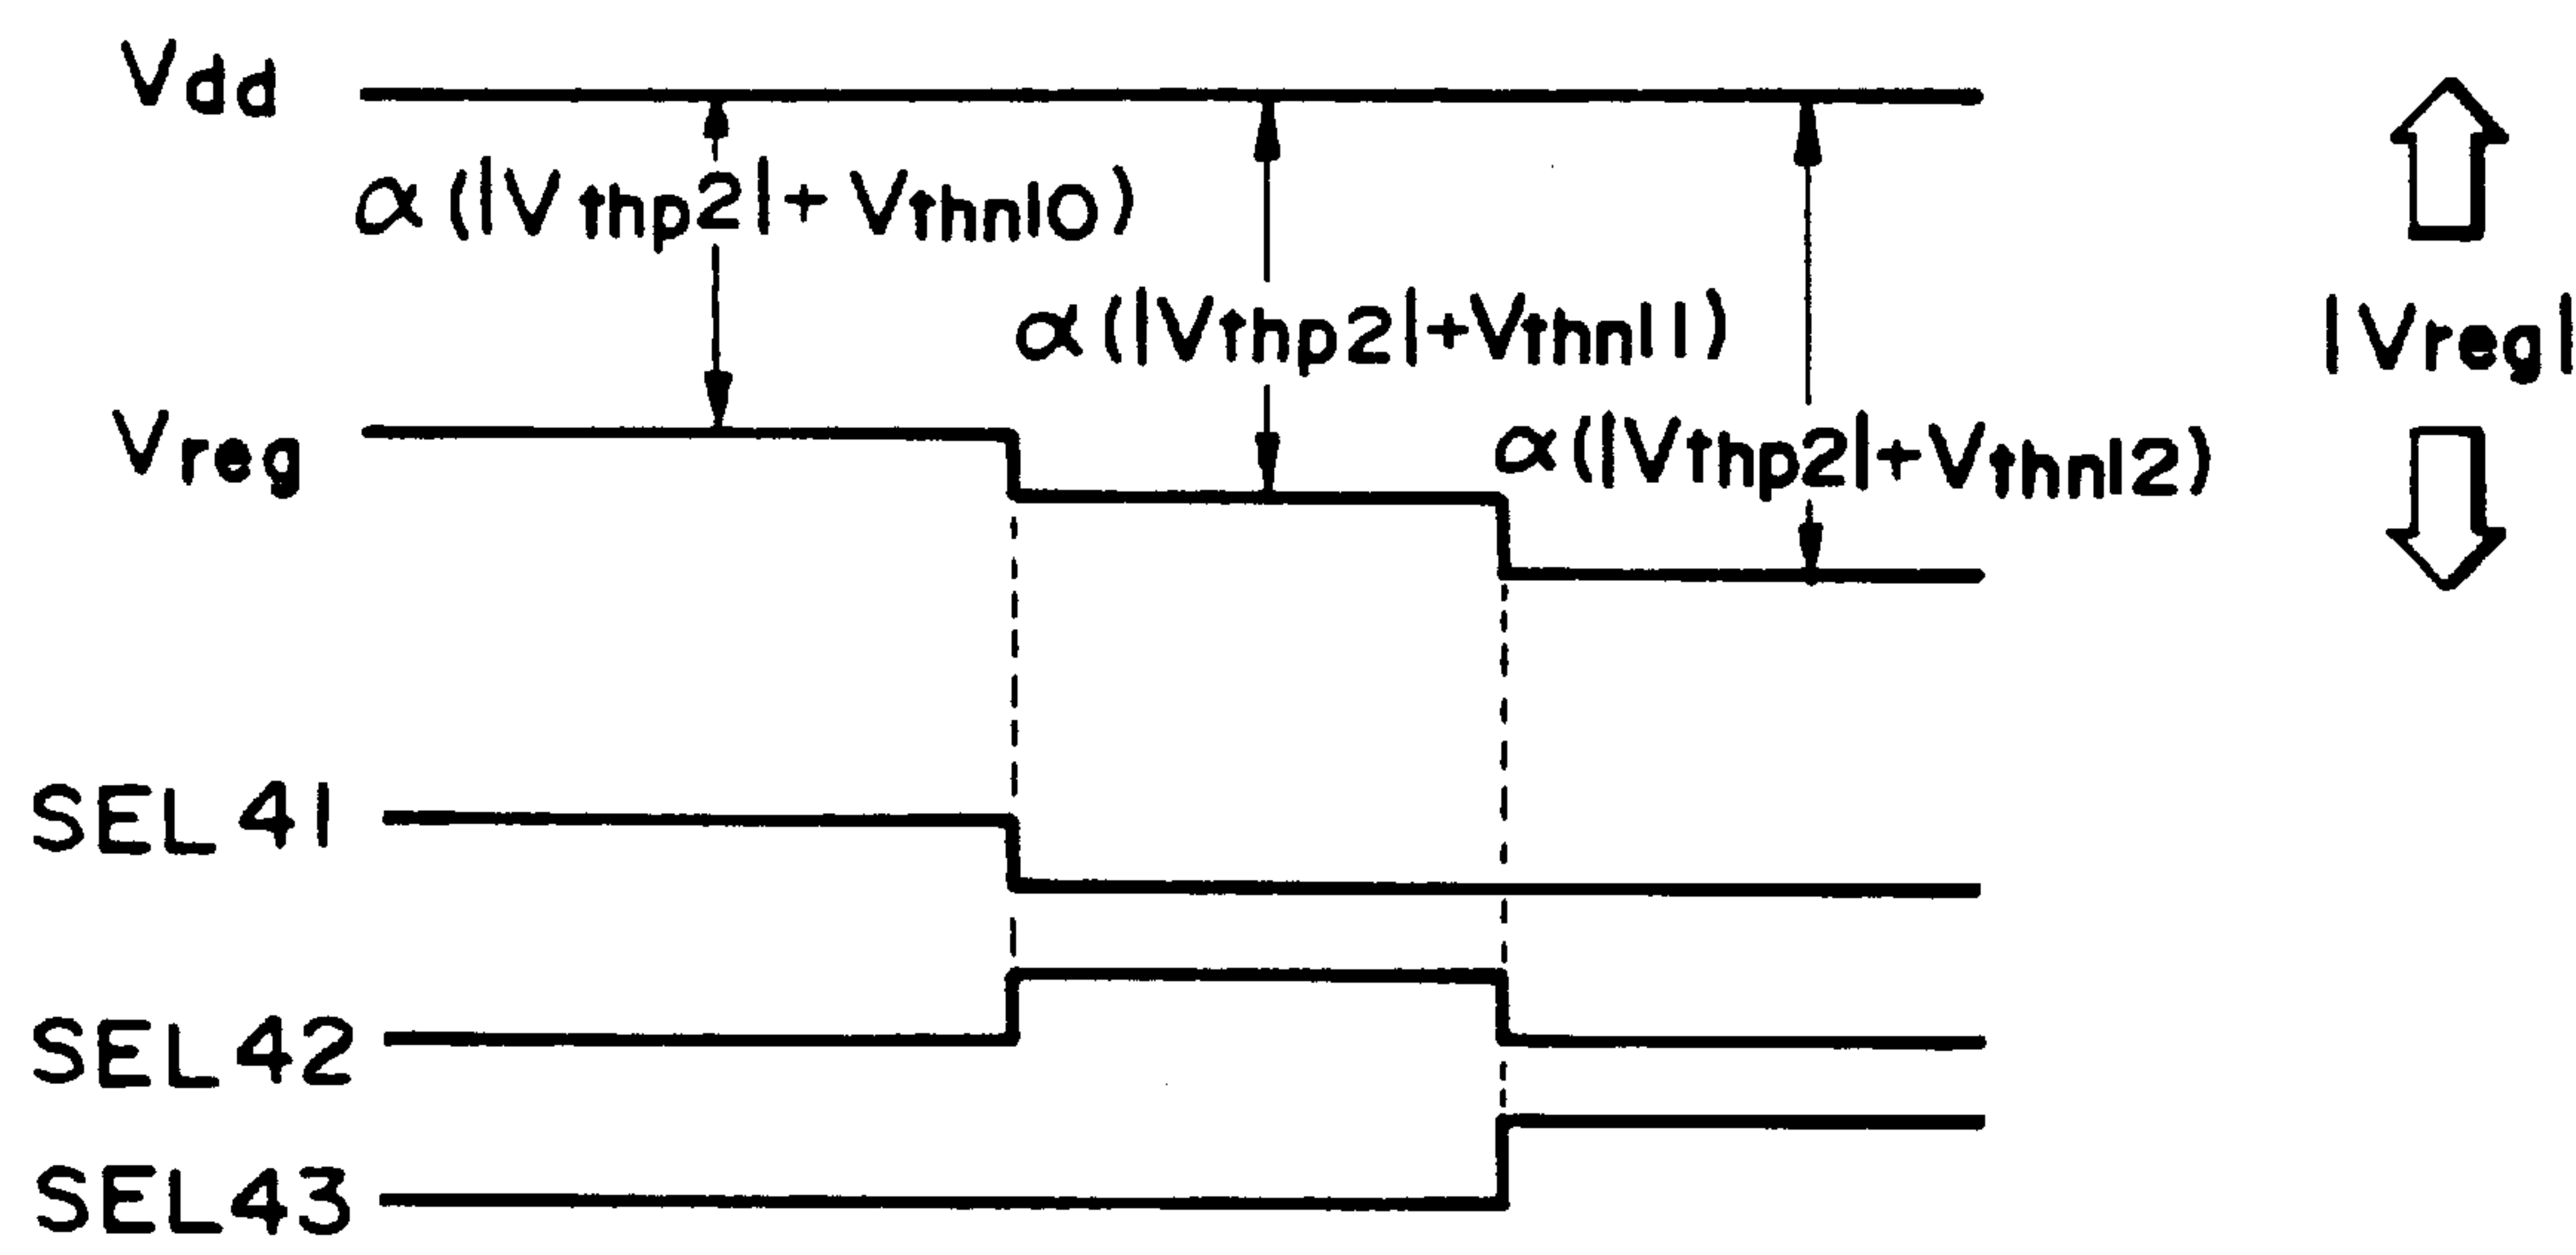 Vdd
α(|Vthp2|+Vthn10)
α(|Vthp2|+Vthn11)
|Vreg|
Vreg
α(|Vthp2|+Vthn12)
SEL41
SEL42
SEL43